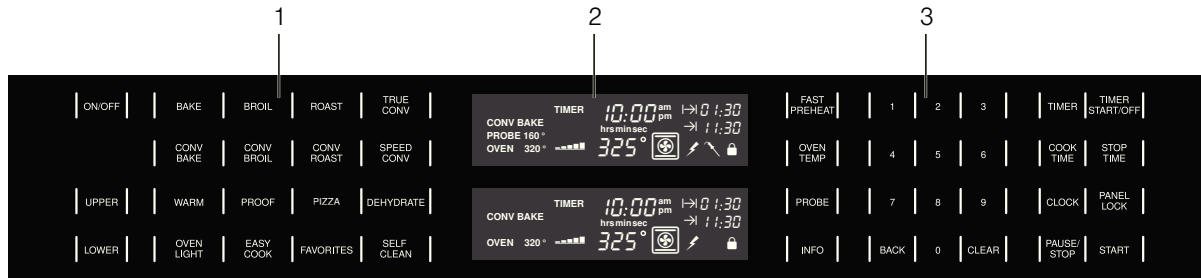 1
2
3
ON/OFF
BAKE
BROIL
ROAST
TRUE
CONV
CONV
BAKE
CONV
BROIL
CONV
ROAST
SPEED
CONV
UPPER
WARM
PROOF
PIZZA
DEHYDRATE
LOWER
OVEN
LIGHT
EASY
COOK
FAVORITES
SELF
CLEAN
TIMER
10:00 am
pm
01:30
CONV BAKE
hrs min sec
11:30
PROBE 160°
OVEN 320°
325°
TIMER
10:00 am
pm
01:30
CONV BAKE
hrs min sec
11:30
OVEN 320°
325°
FAST
PREHEAT
1
2
3
TIMER
TIMER
START/OFF
OVEN
TEMP
4
5
6
COOK
TIME
STOP
TIME
PROBE
7
8
9
CLOCK
PANEL
LOCK
INFO
BACK
0
CLEAR
PAUSE/
STOP
START